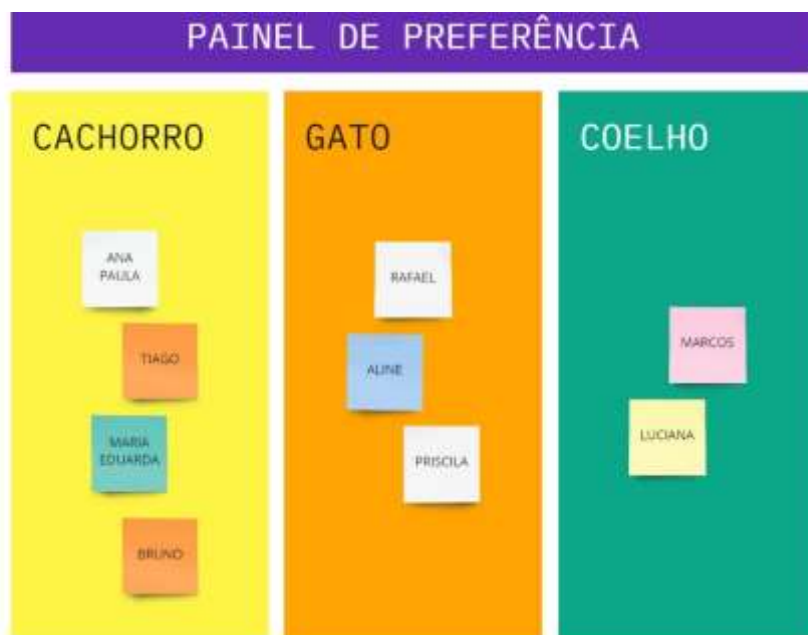 PAINEL DE PREFERÊNCIA
CACHORRO
ANA
PAULA
TIAGO
MARIA
EDUARDA
BRUNO
GATO
RAFAEL
ALINE
PRISCILA
COELHO
MARCOS
LUCIANA